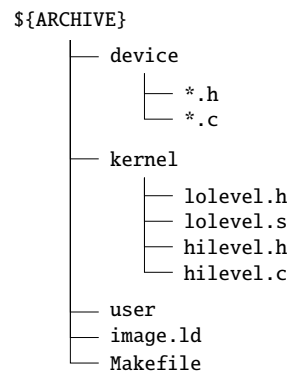 ${ARCHIVE}
device
*.h
*.c
kernel
lolevel.h
lolevel.s
hilevel.h
hilevel.c
user
image.ld
Makefile